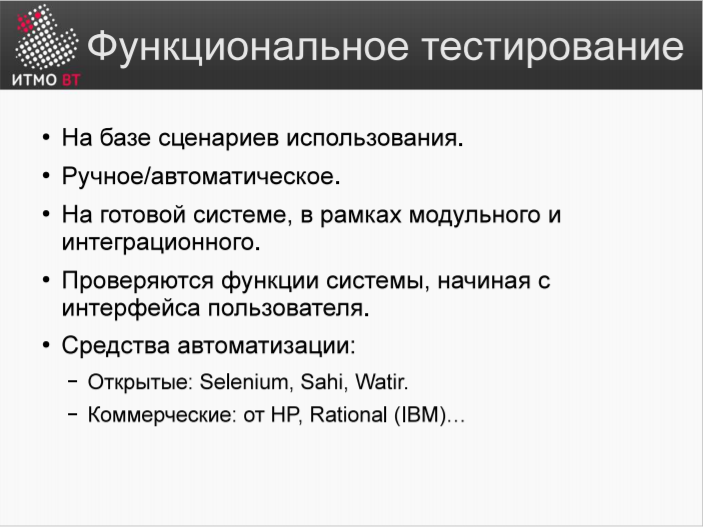 Функциональное тестирование
ИТМО ВТ
• На базе сценариев использования.
• Ручное/автоматическое.
• На готовой системе, в рамках модульного и
интеграционного.
• Проверяются функции системы, начиная с
интерфейса пользователя.
• Средства автоматизации:
– Открытые: Selenium, Sahi, Watir.
– Коммерческие: от HP, Rational (IBM)…